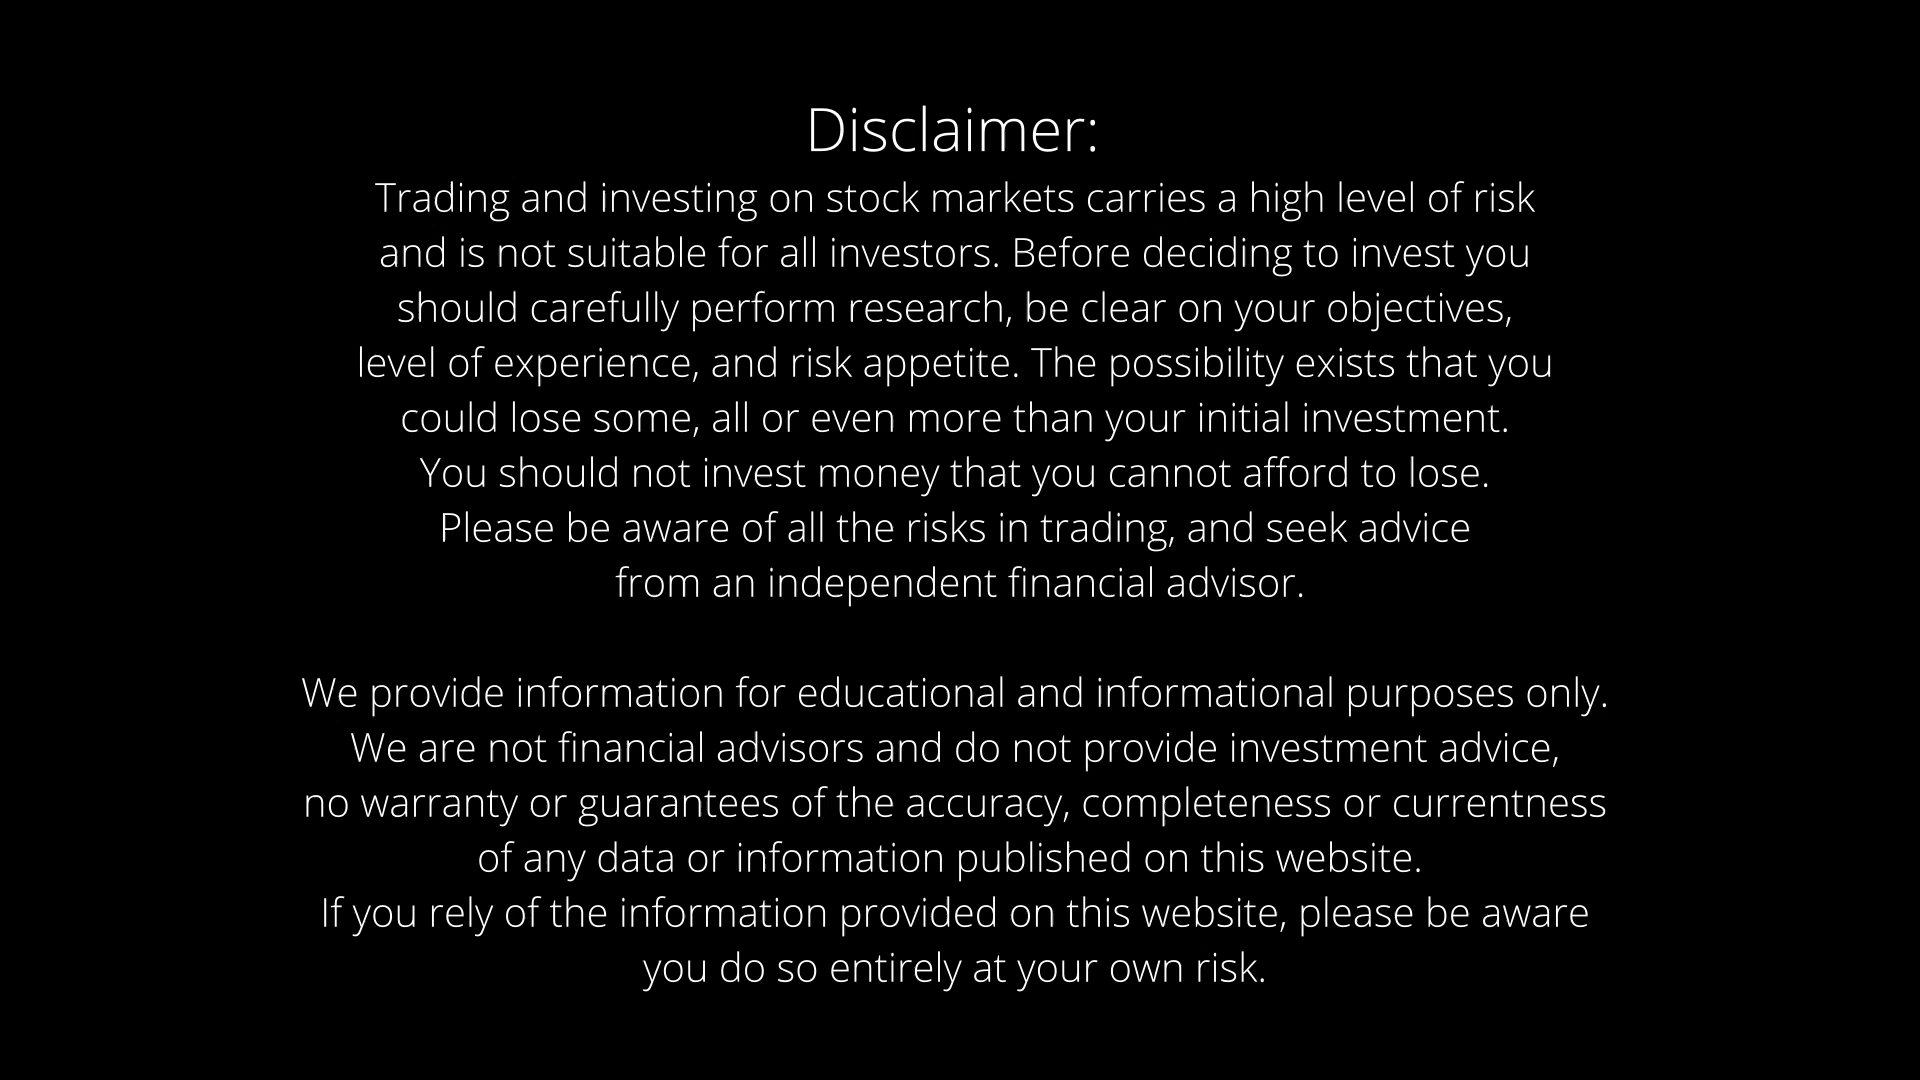 Disclaimer:
Trading and investing on stock markets carries a high level of risk
and is not suitable for all investors. Before deciding to invest you
should carefully perform research, be clear on your objectives,
level of experience, and risk appetite. The possibility exists that you
could lose some, all or even more than your initial investment.
You should not invest money that you cannot afford to lose.
Please be aware of all the risks in trading, and seek advice
from an independent financial advisor.
We provide information for educational and informational purposes only.
We are not financial advisors and do not provide investment advice,
no warranty or guarantees of the accuracy, completeness or currentness
of any data or information published on this website.
If you rely of the information provided on this website, please be aware
you do so entirely at your own risk.